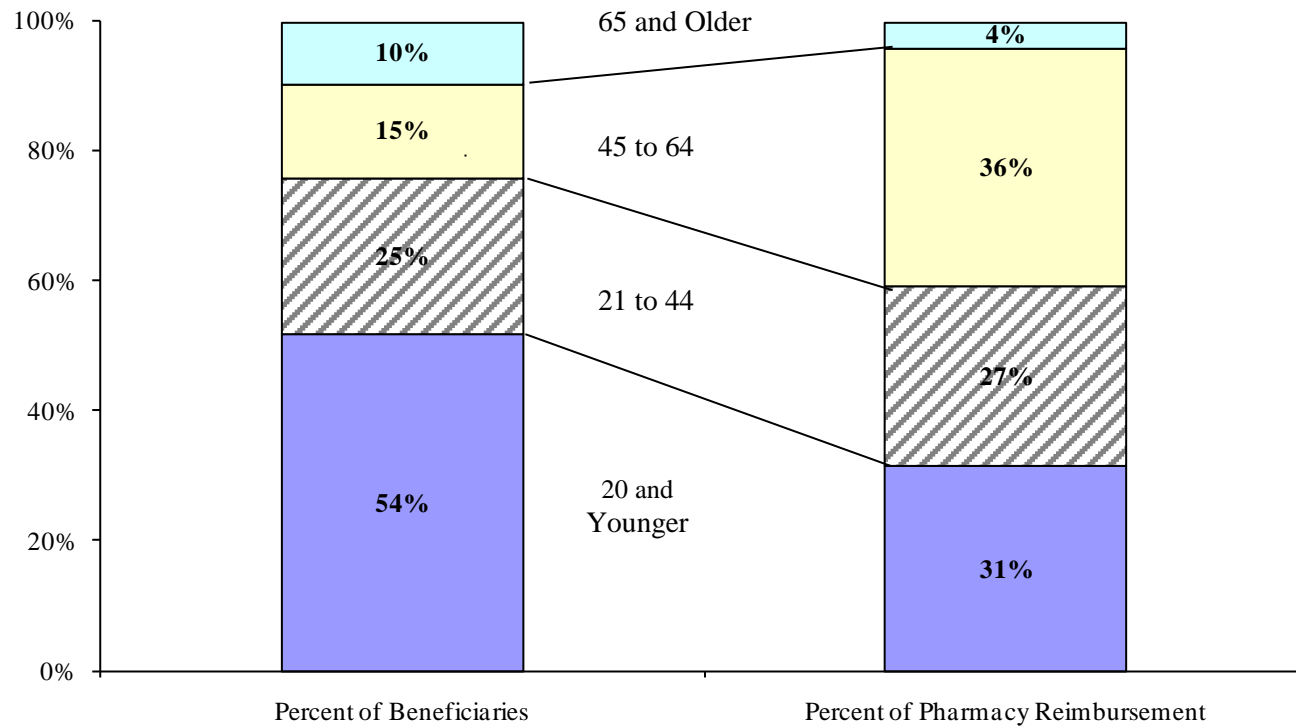 100%
65 and Older
4%
10%
15%
80%
45 to 64
36%
25%
60%
21 to 44
27%
40%
54%
20 and
Younger
20%
31%
0%
Percent of Beneficiaries
Percent of Pharmacy Reimbursement